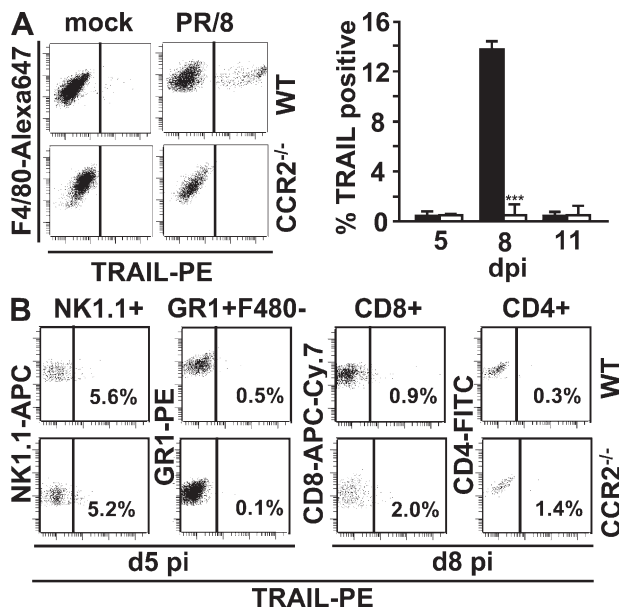 A
mock
PR/8
F4/80-Alexa647
WT
CCR2-/-
TRAIL-PE
% TRAIL positive
16
12
8
4
0
***
5
8
11
dpi
B
NK1.1+
GR1+F480-
CD8+
CD4+
NK1.1-APC
GR1-PE
CD8-APC-Cy.7
CD4-FITC
5.6%
0.5%
0.9%
0.3%
WT
5.2%
0.1%
2.0%
1.4%
CCR2-/-
d5 pi
d8 pi
TRAIL-PE